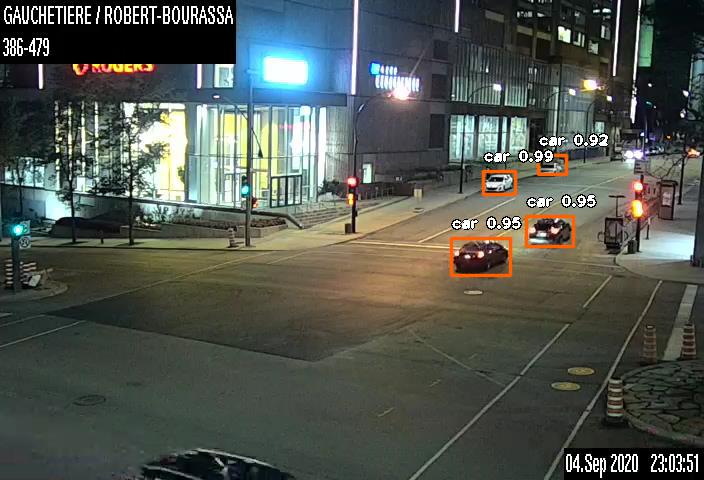 GAUCHETIERE / ROBERT-BOURASSA
386-479
ROGERS
car 0.92
car 0.99
car 0.95
car 0.95
04.Sep 2020 23:03:51